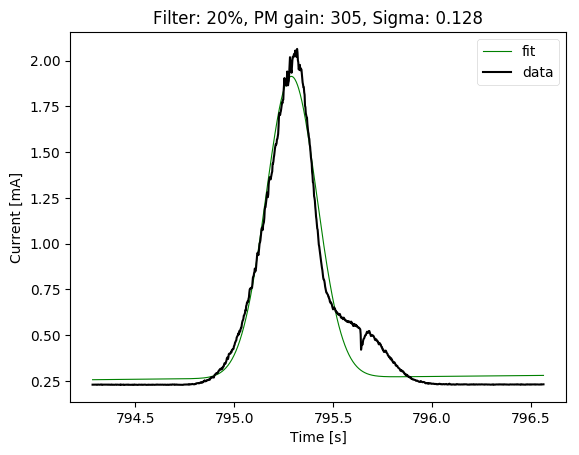 Filter: 20%, PM gain: 305, Sigma: 0.128
fit
data
2.00
1.75
1.50
1.25
1.00
0.75
0.50
0.25
Current [mA]
794.5 795.0 795.5 796.0 796.5
Time [s]